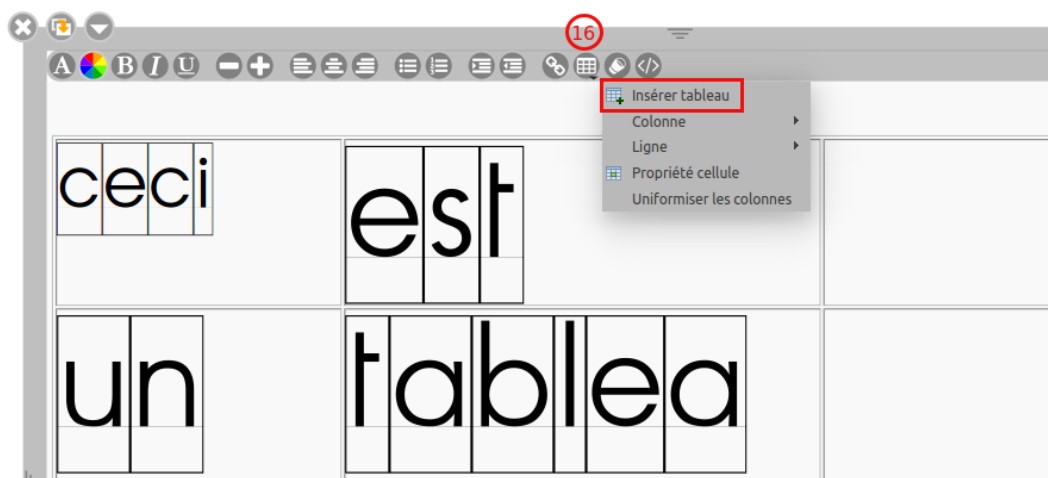 16
A B I U
Insérer tableau
Colonne
Ligne
Propriété cellule
Uniformiser les colonnes
ceci est
un tablea